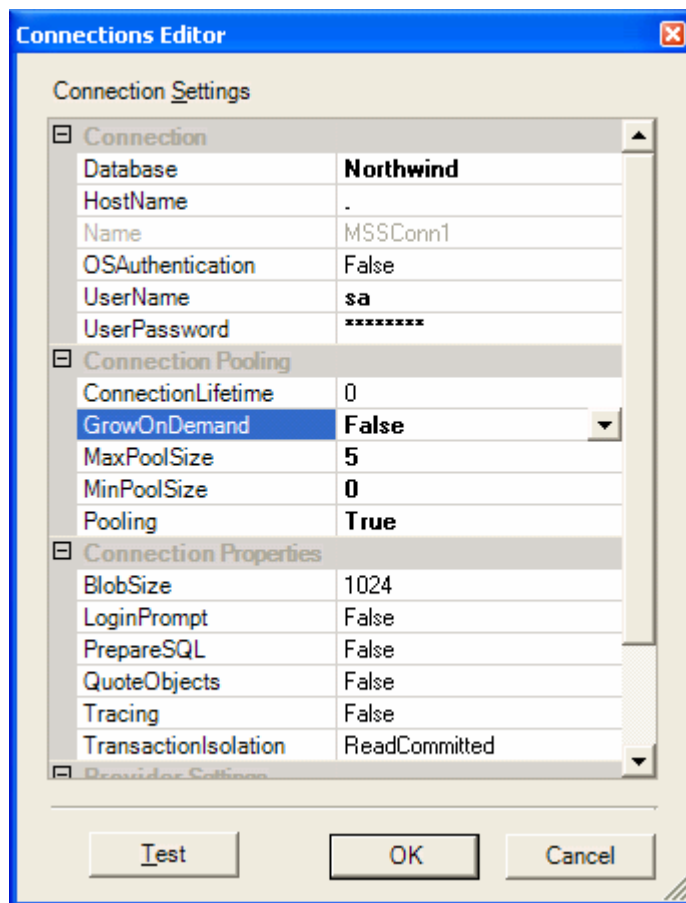 Connections Editor
Connection Settings
Connection
Database Northwind
HostName .
Name MSSConn1
OSAuthentication False
UserName sa
UserPassword ********
Connection Pooling
ConnectionLifetime 0
GrowOnDemand False
MaxPoolSize 5
MinPoolSize 0
Pooling True
Connection Properties
BlobSize 1024
LoginPrompt False
PrepareSQL False
QuoteObjects False
Tracing False
TransactionIsolation ReadCommitted
Provider Settings
Test OK Cancel